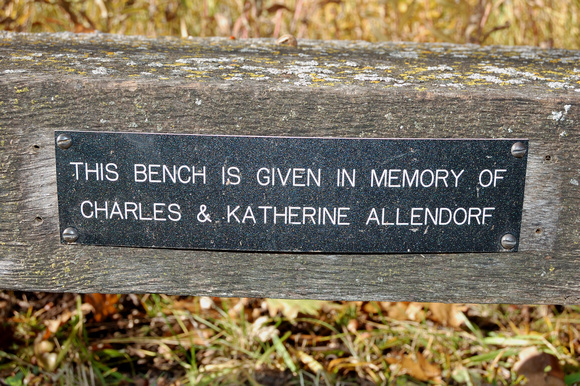 THIS BENCH IS GIVEN IN MEMORY OF
CHARLES & KATHERINE ALLENDORF